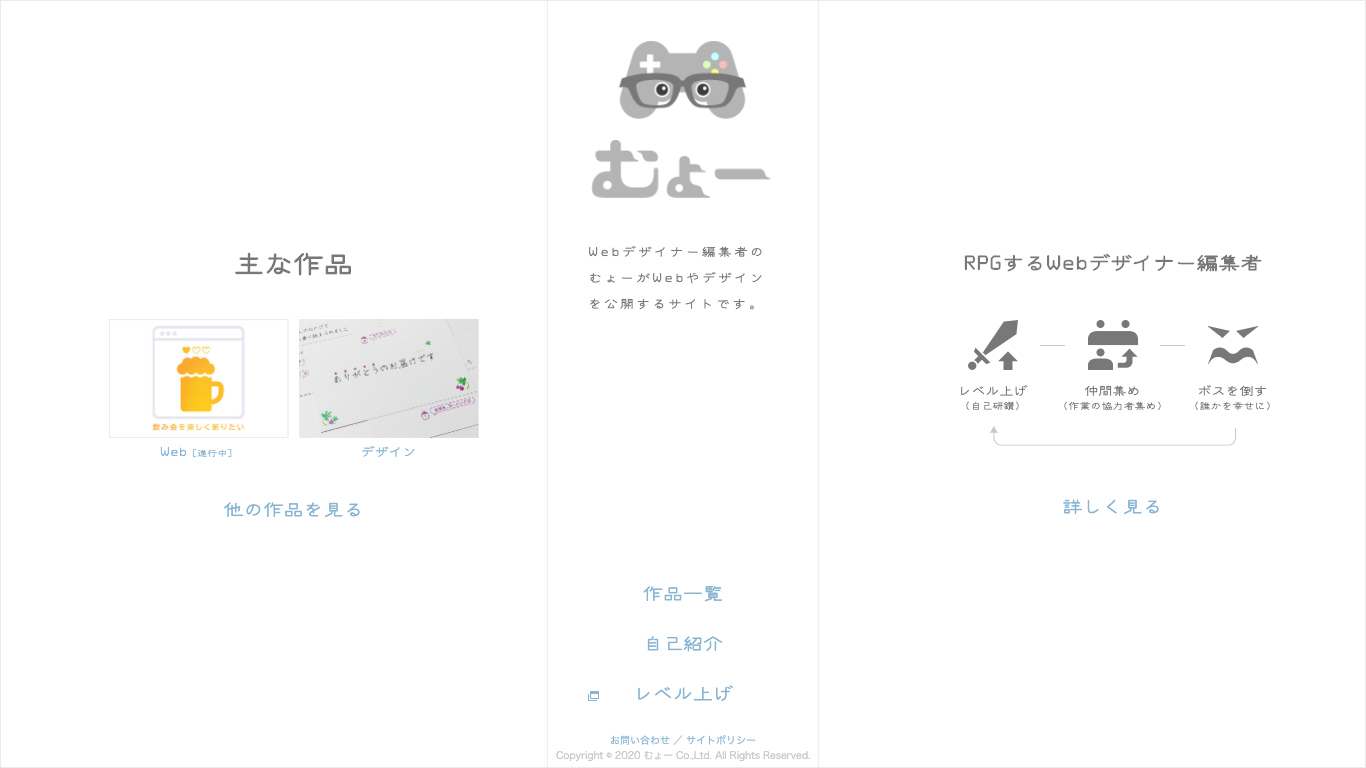 主な作品
飲み会を楽しく断りたい
ありがとうのお届けです
Web［進行中］
デザイン
他の作品を見る
むょー
Webデザイナー編集者の
むょーがWebやデザイン
を公開するサイトです。
作品一覧
自己紹介
レベル上げ
お問い合わせ ／ サイトポリシー
Copyright © 2020 むょー Co.,Ltd. All Rights Reserved.
RPGするWebデザイナー編集者
レベル上げ
（自己研鑽）
仲間集め
（作業の協力者集め）
ボスを倒す
（誰かを幸せに）
詳しく見る